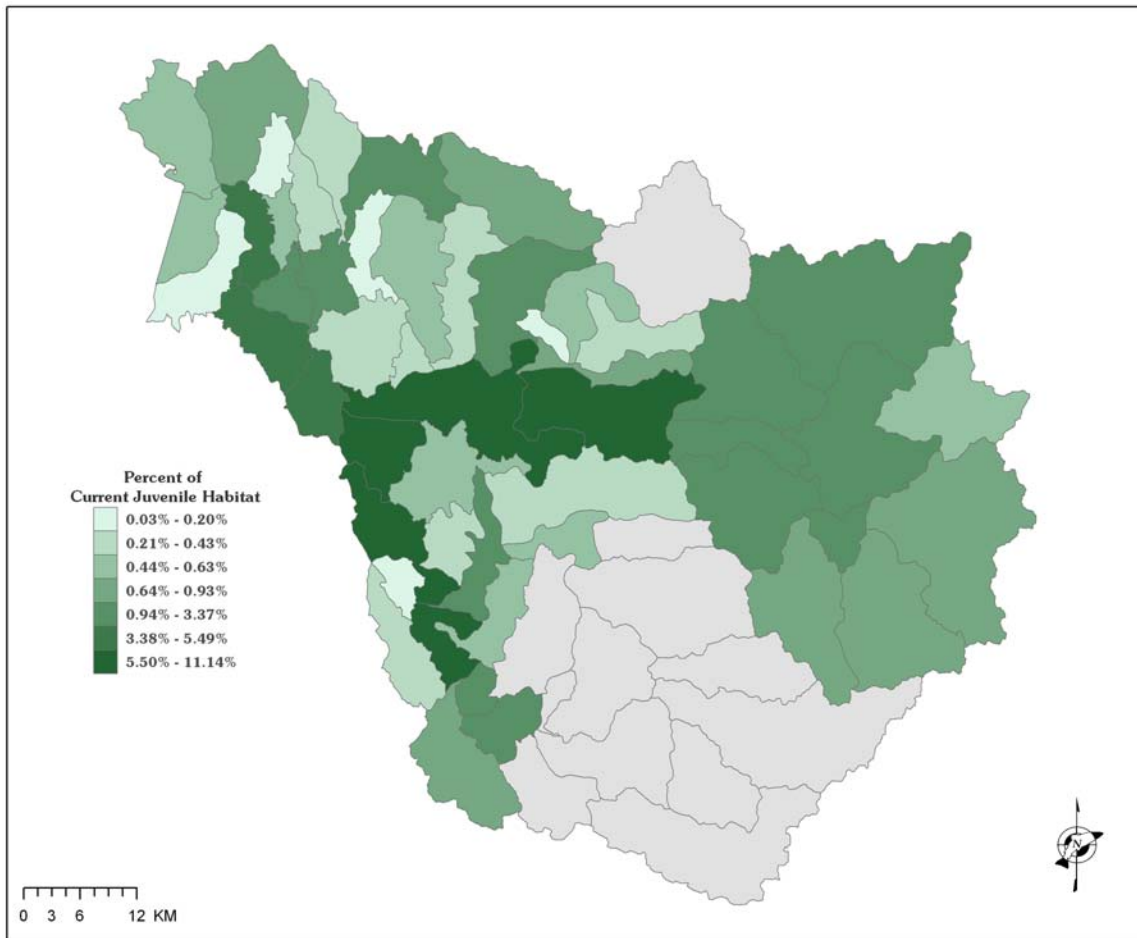 Percent of
Current Juvenile Habitat
0.03% - 0.20%
0.21% - 0.43%
0.44% - 0.63%
0.64% - 0.93%
0.94% - 3.37%
3.38% - 5.49%
5.50% - 11.14%
N
0 3 6 12 KM